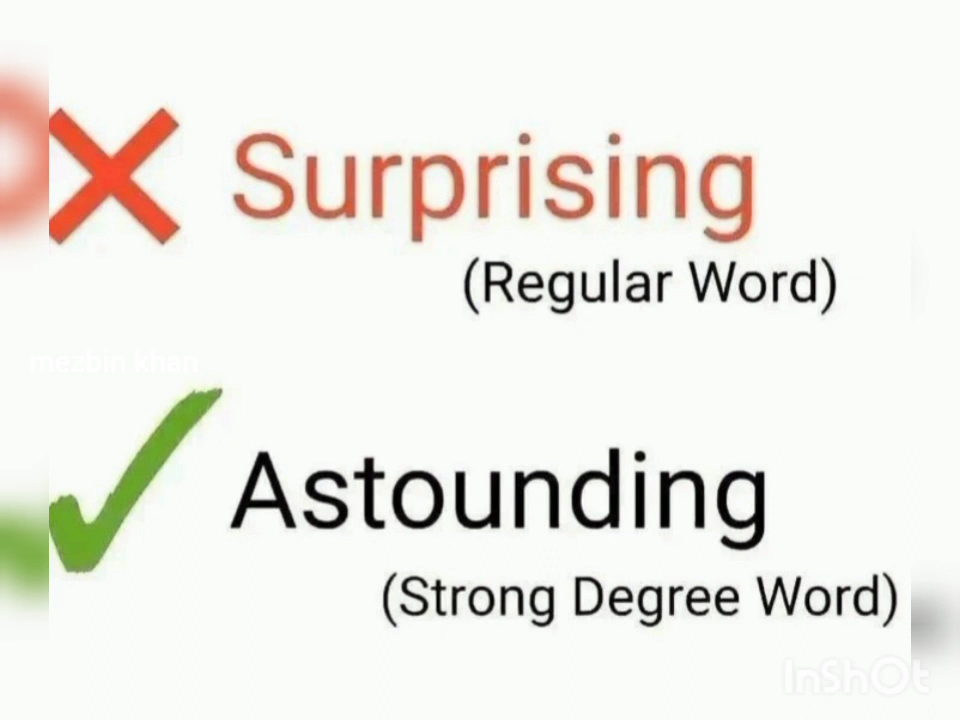 Surprising
(Regular Word)
mezbin khan
Astounding
(Strong Degree Word)
InShOt